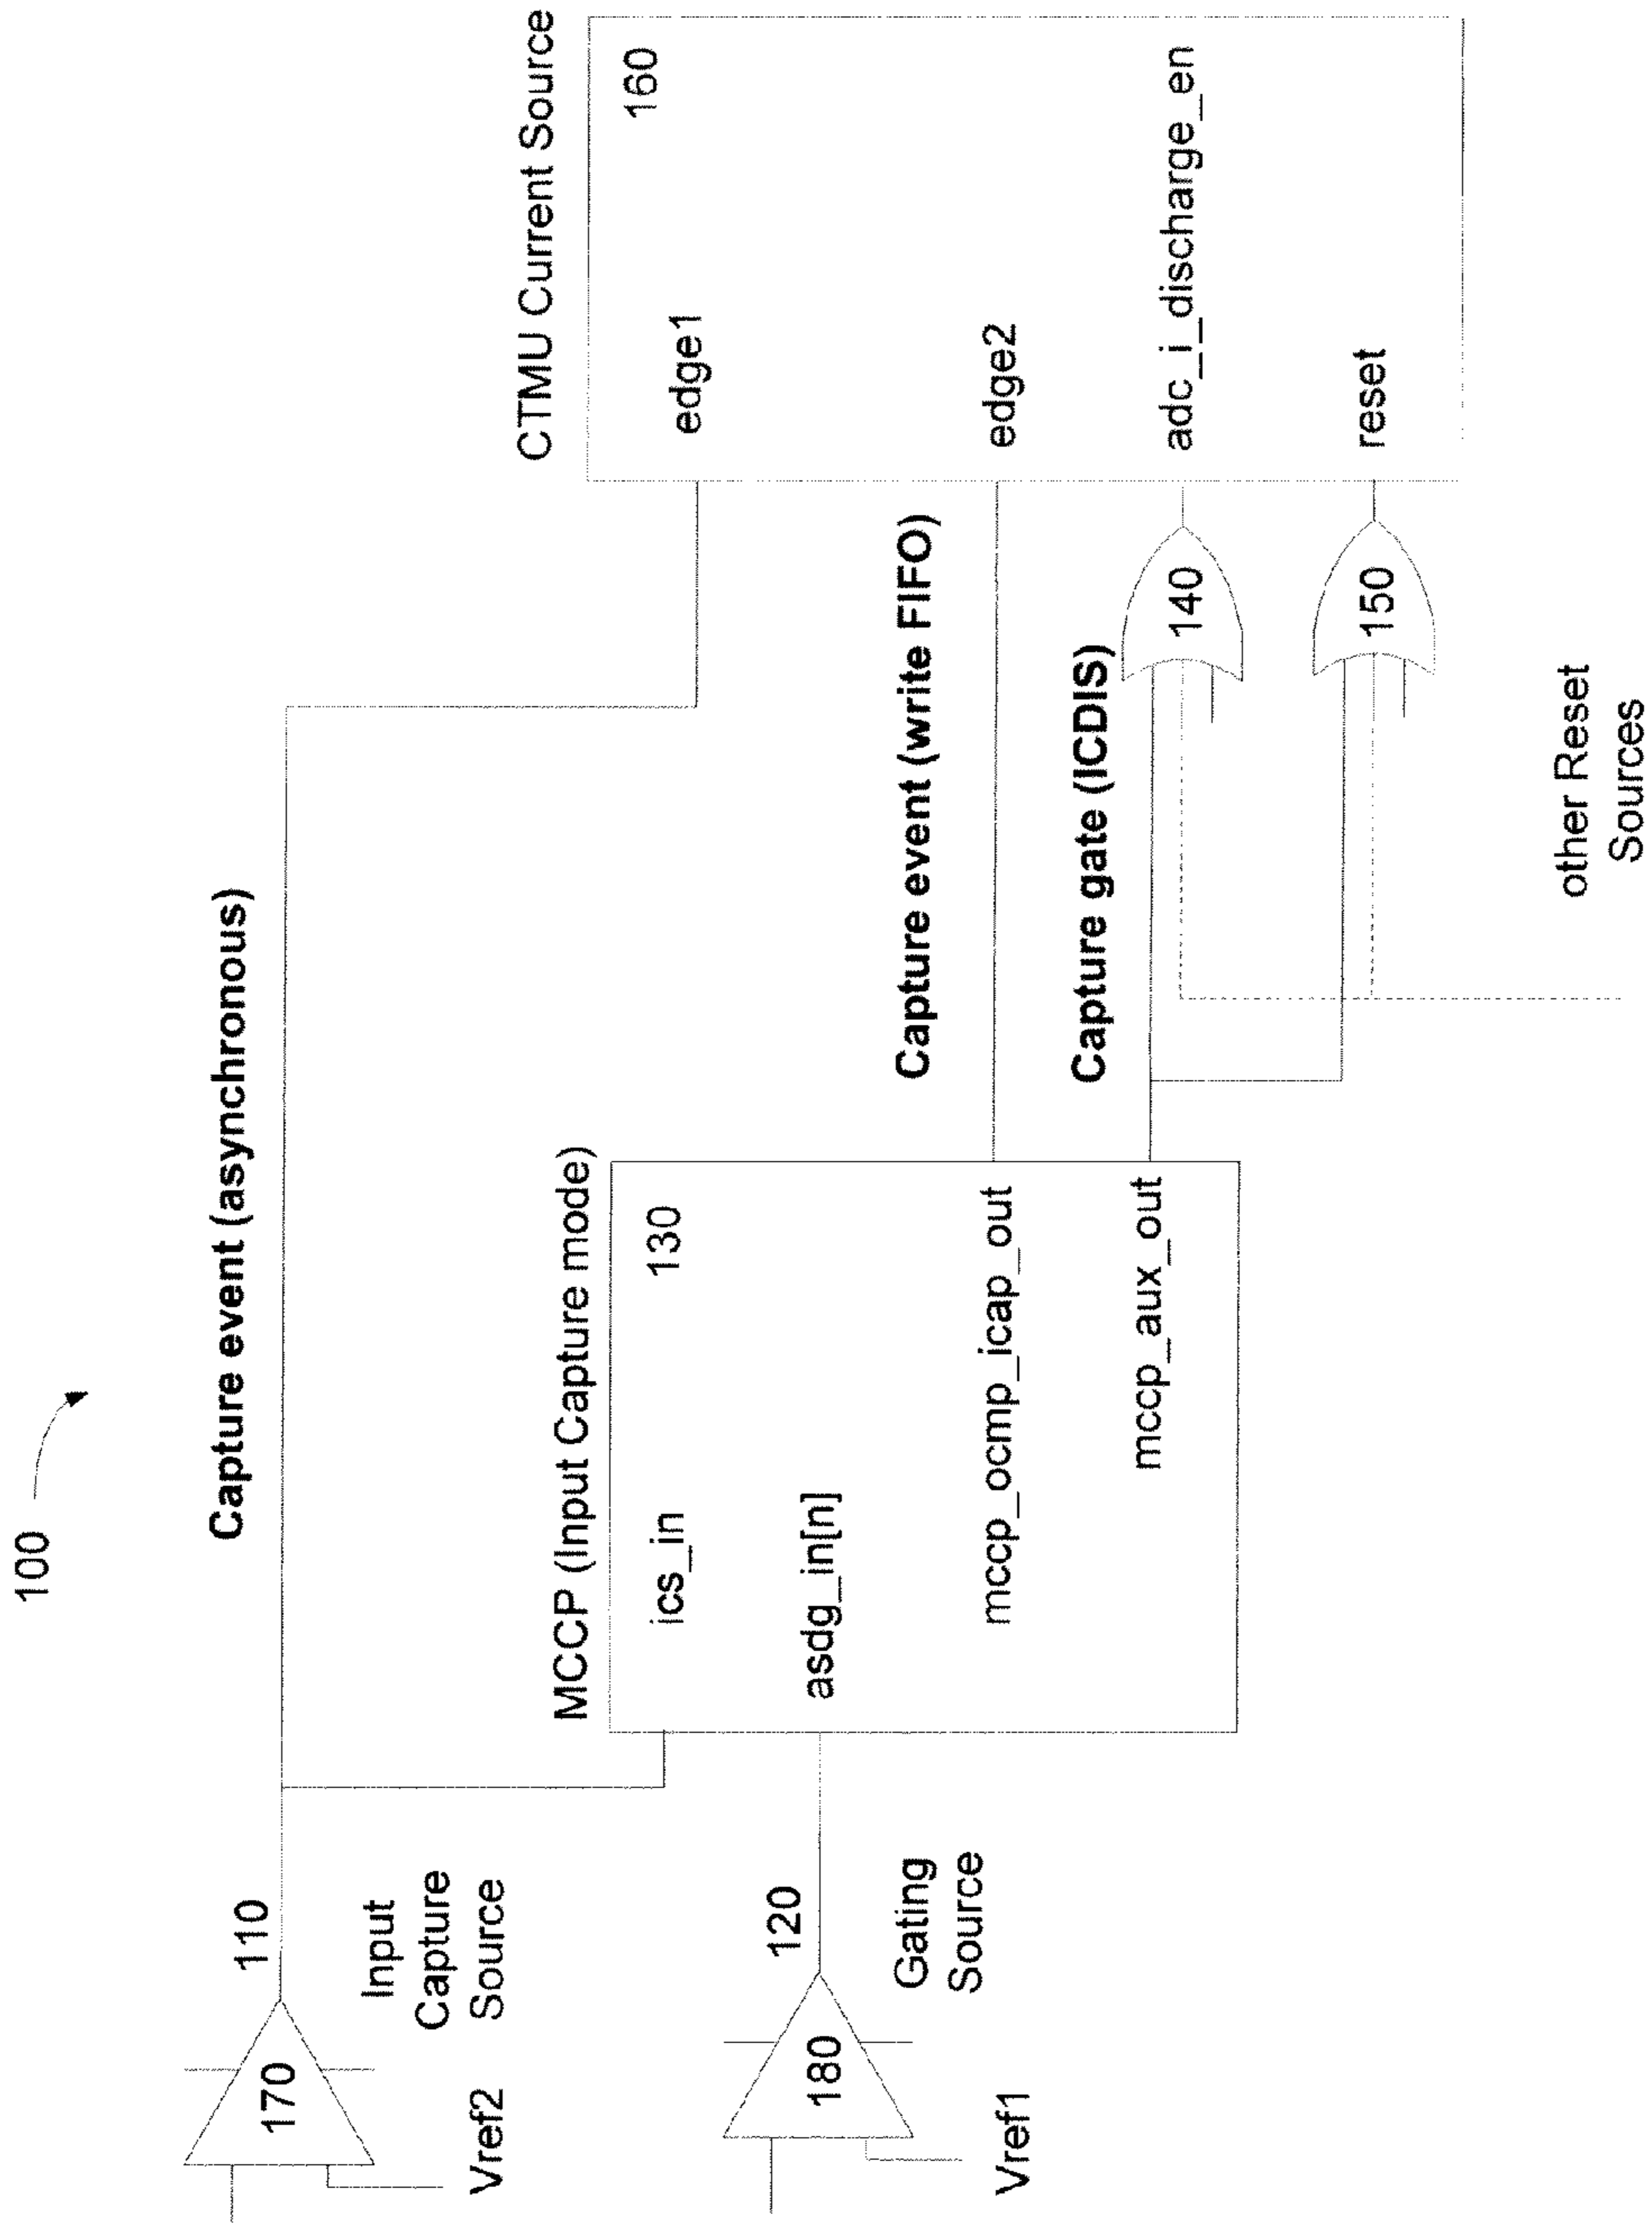 100
Capture event (asynchronous)
110
Input
Capture
Source
170
Vref2
120
Gating
Source
180
Vref1
MCCP (Input Capture mode)
130
ics_in
asdg_in[n]
mccp_ocmp_icap_out
mccp_aux_out
Capture event (write FIFO)
Capture gate (ICDIS)
140
150
other Reset
Sources
CTMU Current Source
160
edge1
edge2
adc_i_discharge_en
reset